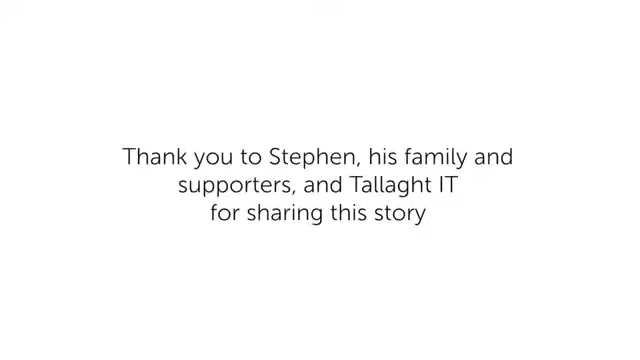 Thank you to Stephen, his family and
supporters, and Tallaght IT
for sharing this story